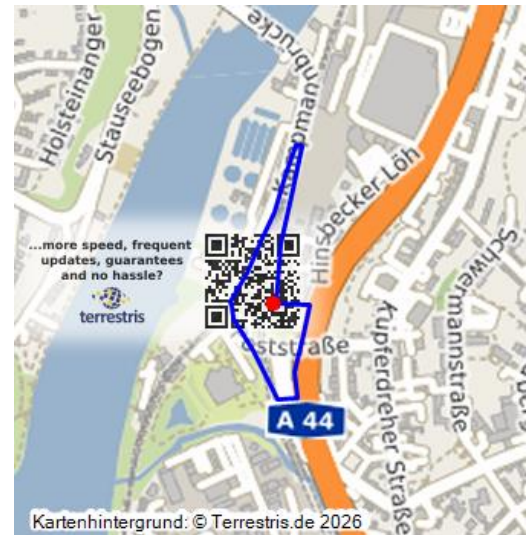 Holsteinanger
Stauseebogen
Kampmannbrücke
Hinsbecker Löh
...more speed, frequent
updates, guarantees
and no hassle?
terrestris
Schwermannstraße
Kupferdreher Straße
A 44
Kartenhintergrund: © Terrestris.de 2026